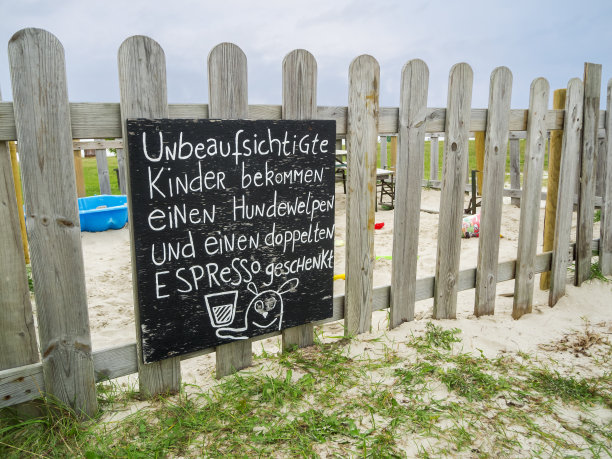 Unbeaufsichtigte
Kinder bekommen
einen Hundewelpen
und einen doppelten
Espresso geschenkt